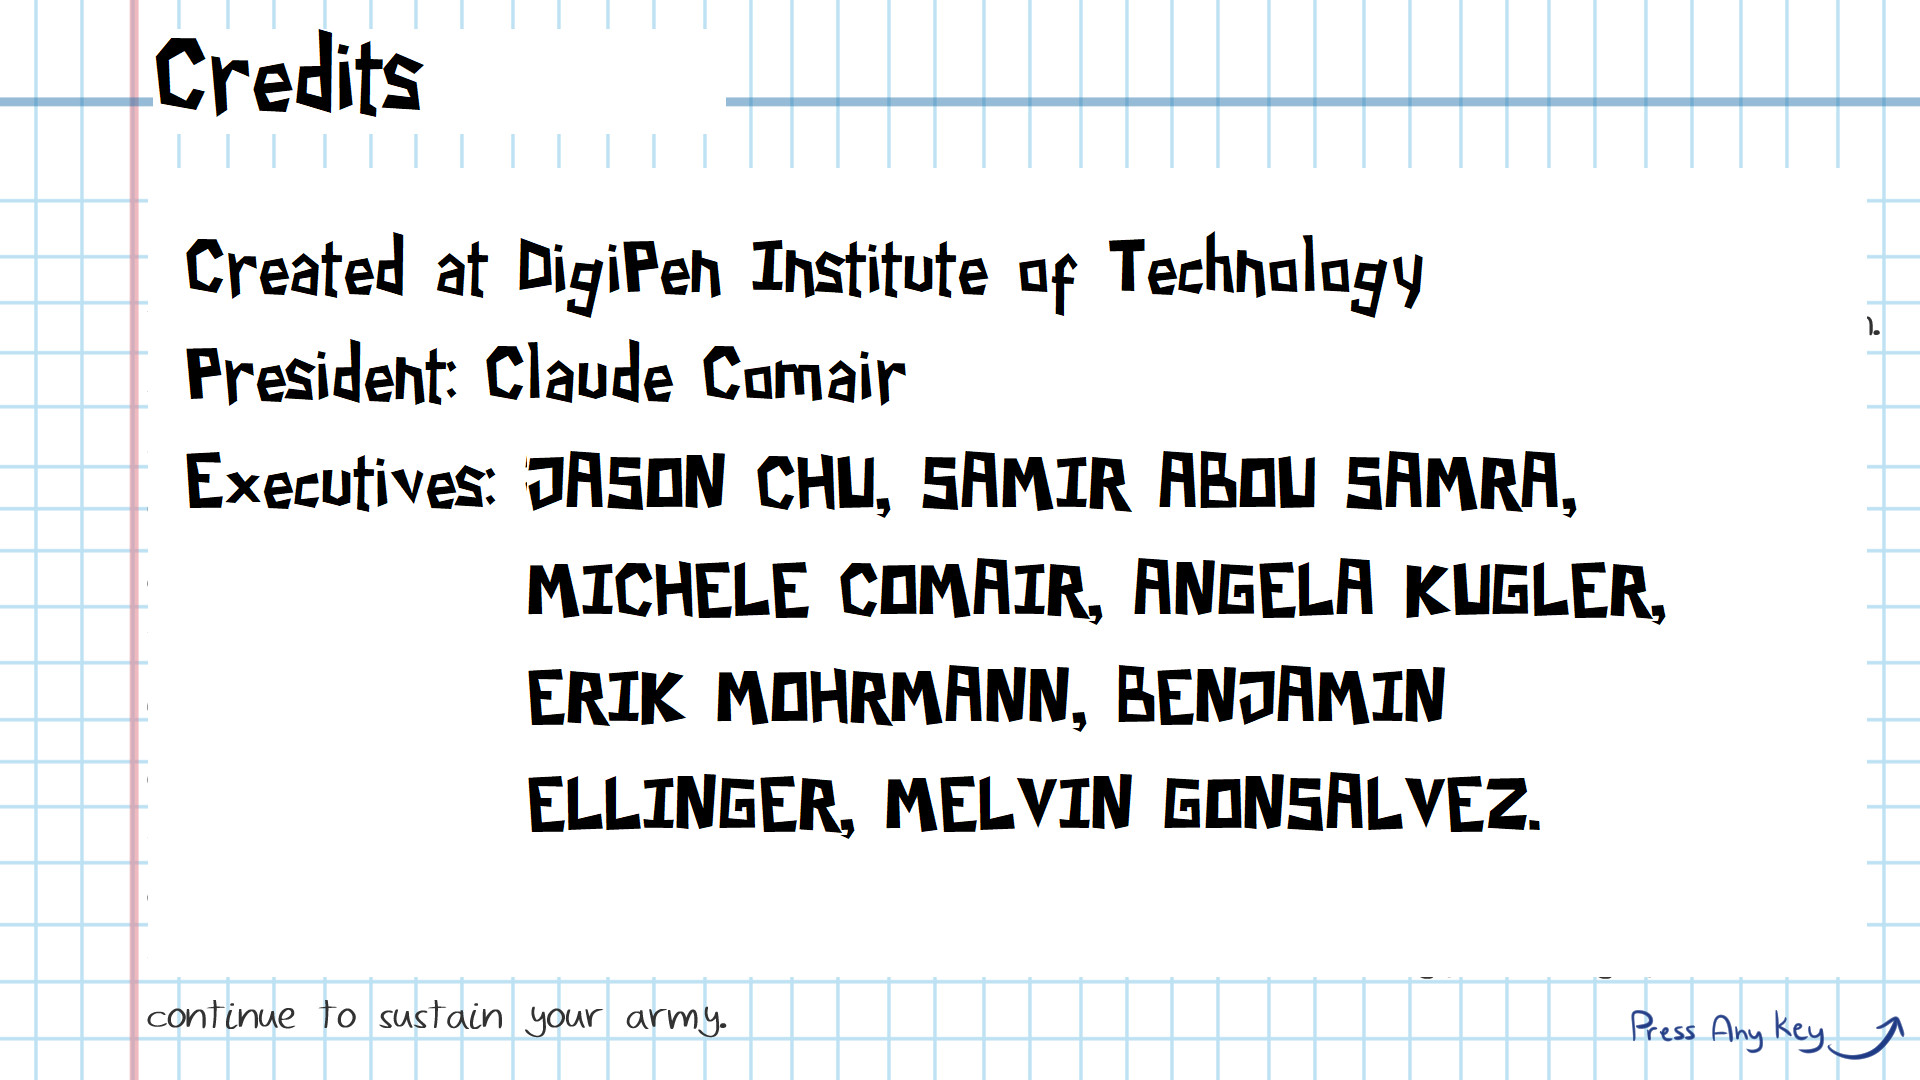 Credits
Created at DigiPen Institute of Technology
n.
President: Claude Comair
Executives: JASON CHU, SAMIR ABOU SAMRA,
MICHELE COMAIR, ANGELA KUGLER,
ERIK MOHRMANN, BENJAMIN
ELLINGER, MELVIN GONSALVEZ.
continue to sustain your army.
Press Any Key